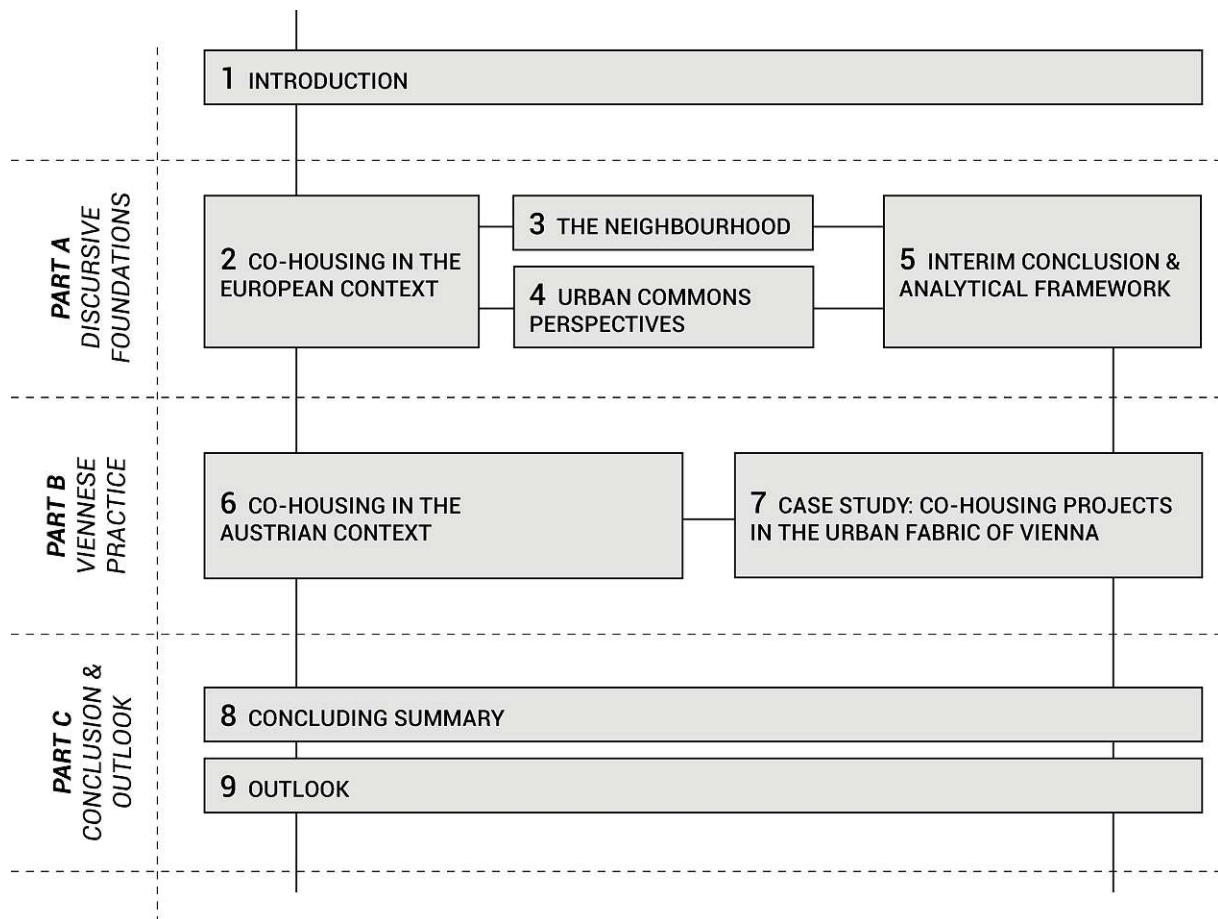 1 INTRODUCTION
PART A
DISCURSIVE
FOUNDATIONS
2 CO-HOUSING IN THE
EUROPEAN CONTEXT
3 THE NEIGHBOURHOOD
4 URBAN COMMONS
PERSPECTIVES
5 INTERIM CONCLUSION &
ANALYTICAL FRAMEWORK
PART B
VIENNESE
PRACTICE
6 CO-HOUSING IN THE
AUSTRIAN CONTEXT
7 CASE STUDY: CO-HOUSING PROJECTS
IN THE URBAN FABRIC OF VIENNA
PART C
CONCLUSION &
OUTLOOK
8 CONCLUDING SUMMARY
9 OUTLOOK